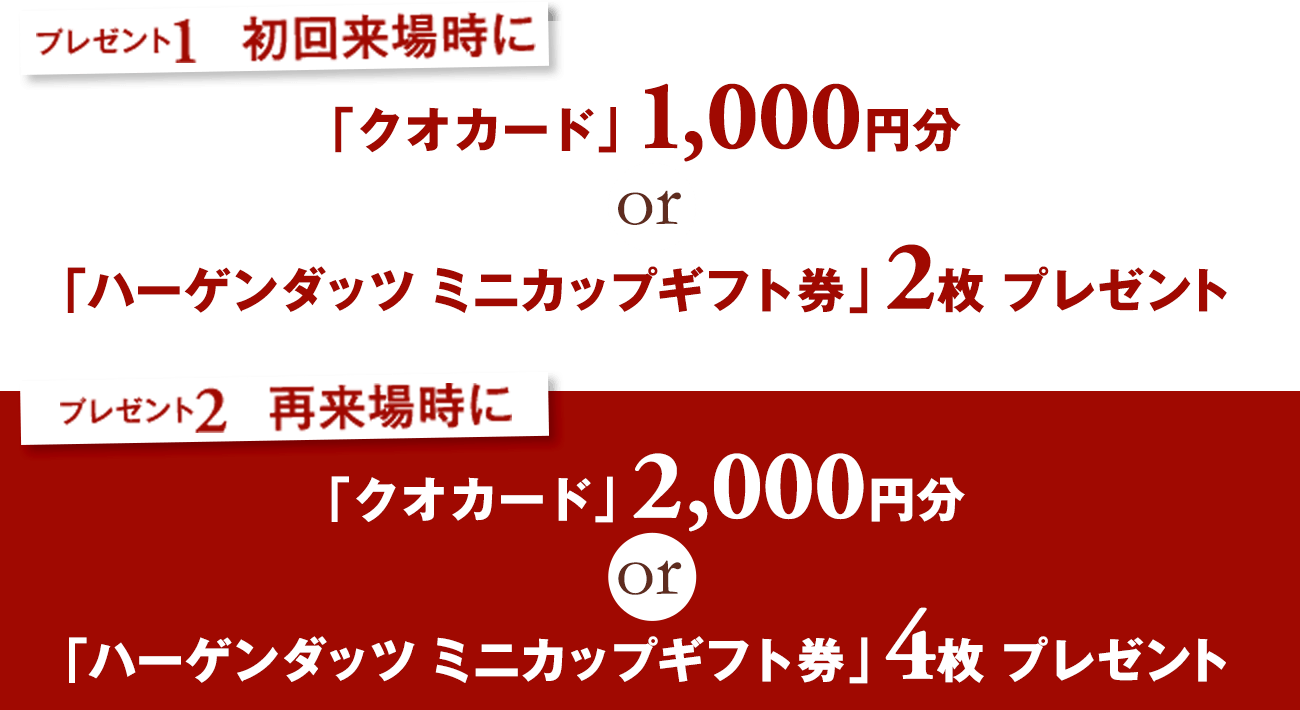 プレゼント1 初回来場時に
「クオカード」1,000円分
or
「ハーゲンダッツ ミニカップギフト券」2枚 プレゼント
プレゼント2 再来場時に
「クオカード」2,000円分
or
「ハーゲンダッツ ミニカップギフト券」4枚 プレゼント